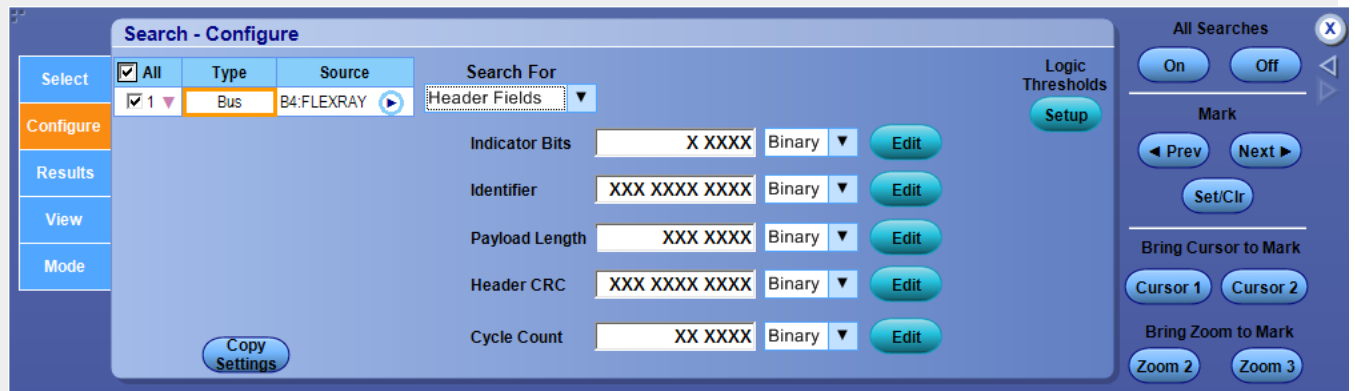 Search - Configure
Select
Configure
Results
View
Mode
All Type Source
1 Bus B4:FLEXRAY
Search For
Header Fields
Indicator Bits X XXXX Binary Edit
Identifier XXX XXXX XXXX Binary Edit
Payload Length XXX XXXX Binary Edit
Header CRC XXX XXXX XXXX Binary Edit
Cycle Count XX XXXX Binary Edit
Copy
Settings
Logic
Thresholds
Setup
All Searches
X
On Off
Mark
◄ Prev Next ►
Set/Clr
Bring Cursor to Mark
Cursor 1 Cursor 2
Bring Zoom to Mark
Zoom 2 Zoom 3